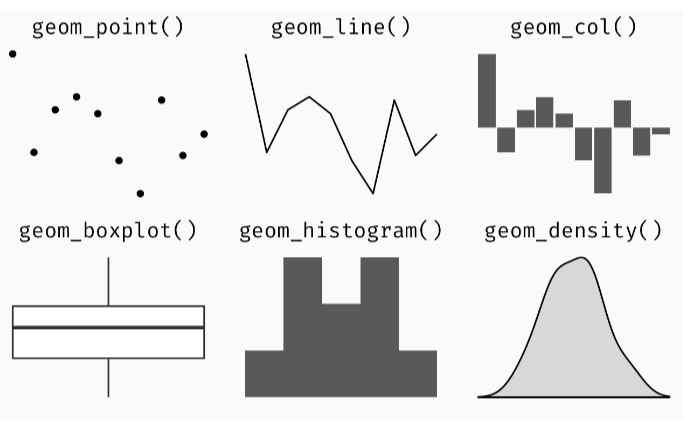 geom_point()
geom_line()
geom_col()
geom_boxplot()
geom_histogram()
geom_density()